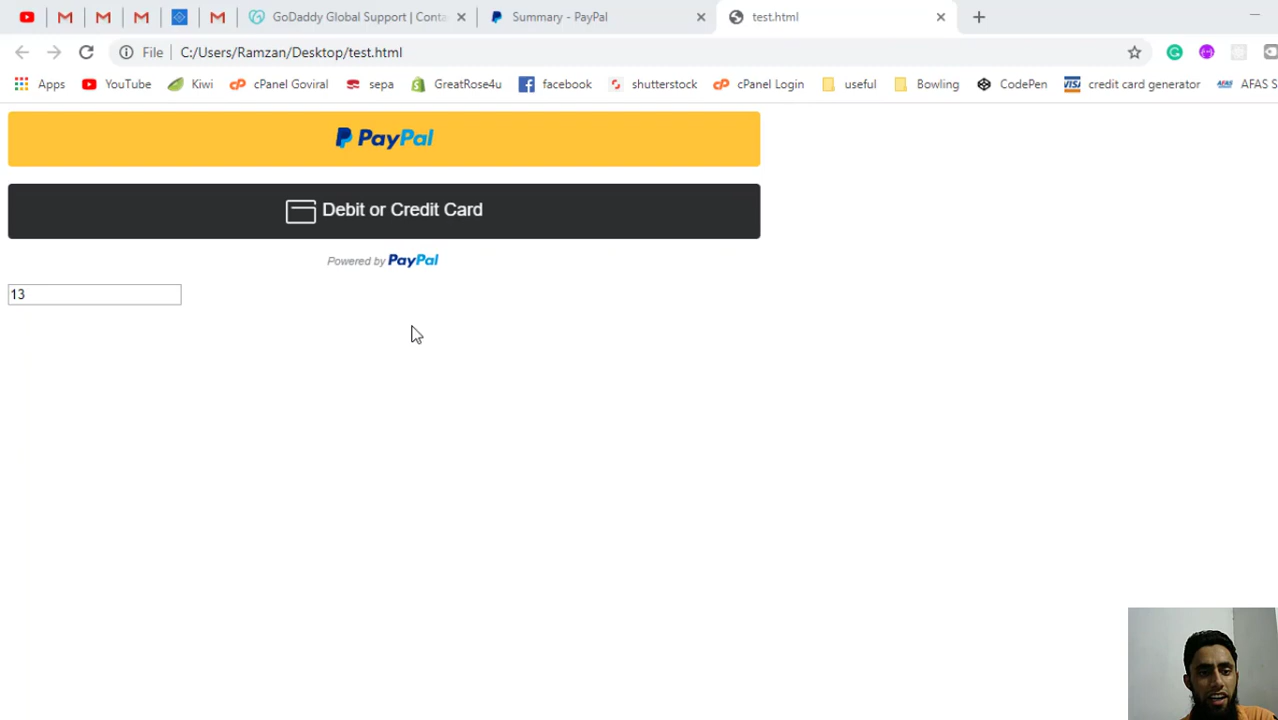 GoDaddy Global Support | Conta
Summary - PayPal
test.html
File
C:/Users/Ramzan/Desktop/test.html
Apps
YouTube
Kiwi
cPanel Goviral
sepa
GreatRose4u
facebook
shutterstock
cPanel Login
useful
Bowling
CodePen
VISA
credit card generator
AFAS S
PayPal
Debit or Credit Card
Powered by PayPal
13